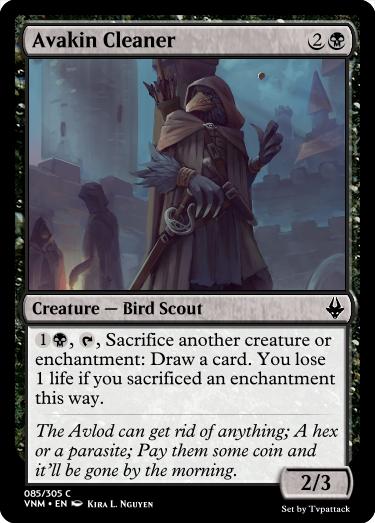 Avakin Cleaner 2
Creature — Bird Scout
1, Sacrifice another creature or
enchantment: Draw a card. You lose
1 life if you sacrificed an enchantment
this way.
The Avlod can get rid of anything; A hex
or a parasite; Pay them some coin and
it'll be gone by the morning.
2/3
085/305 C
VNM • EN Kira L. Nguyen
Set by Tvpattack